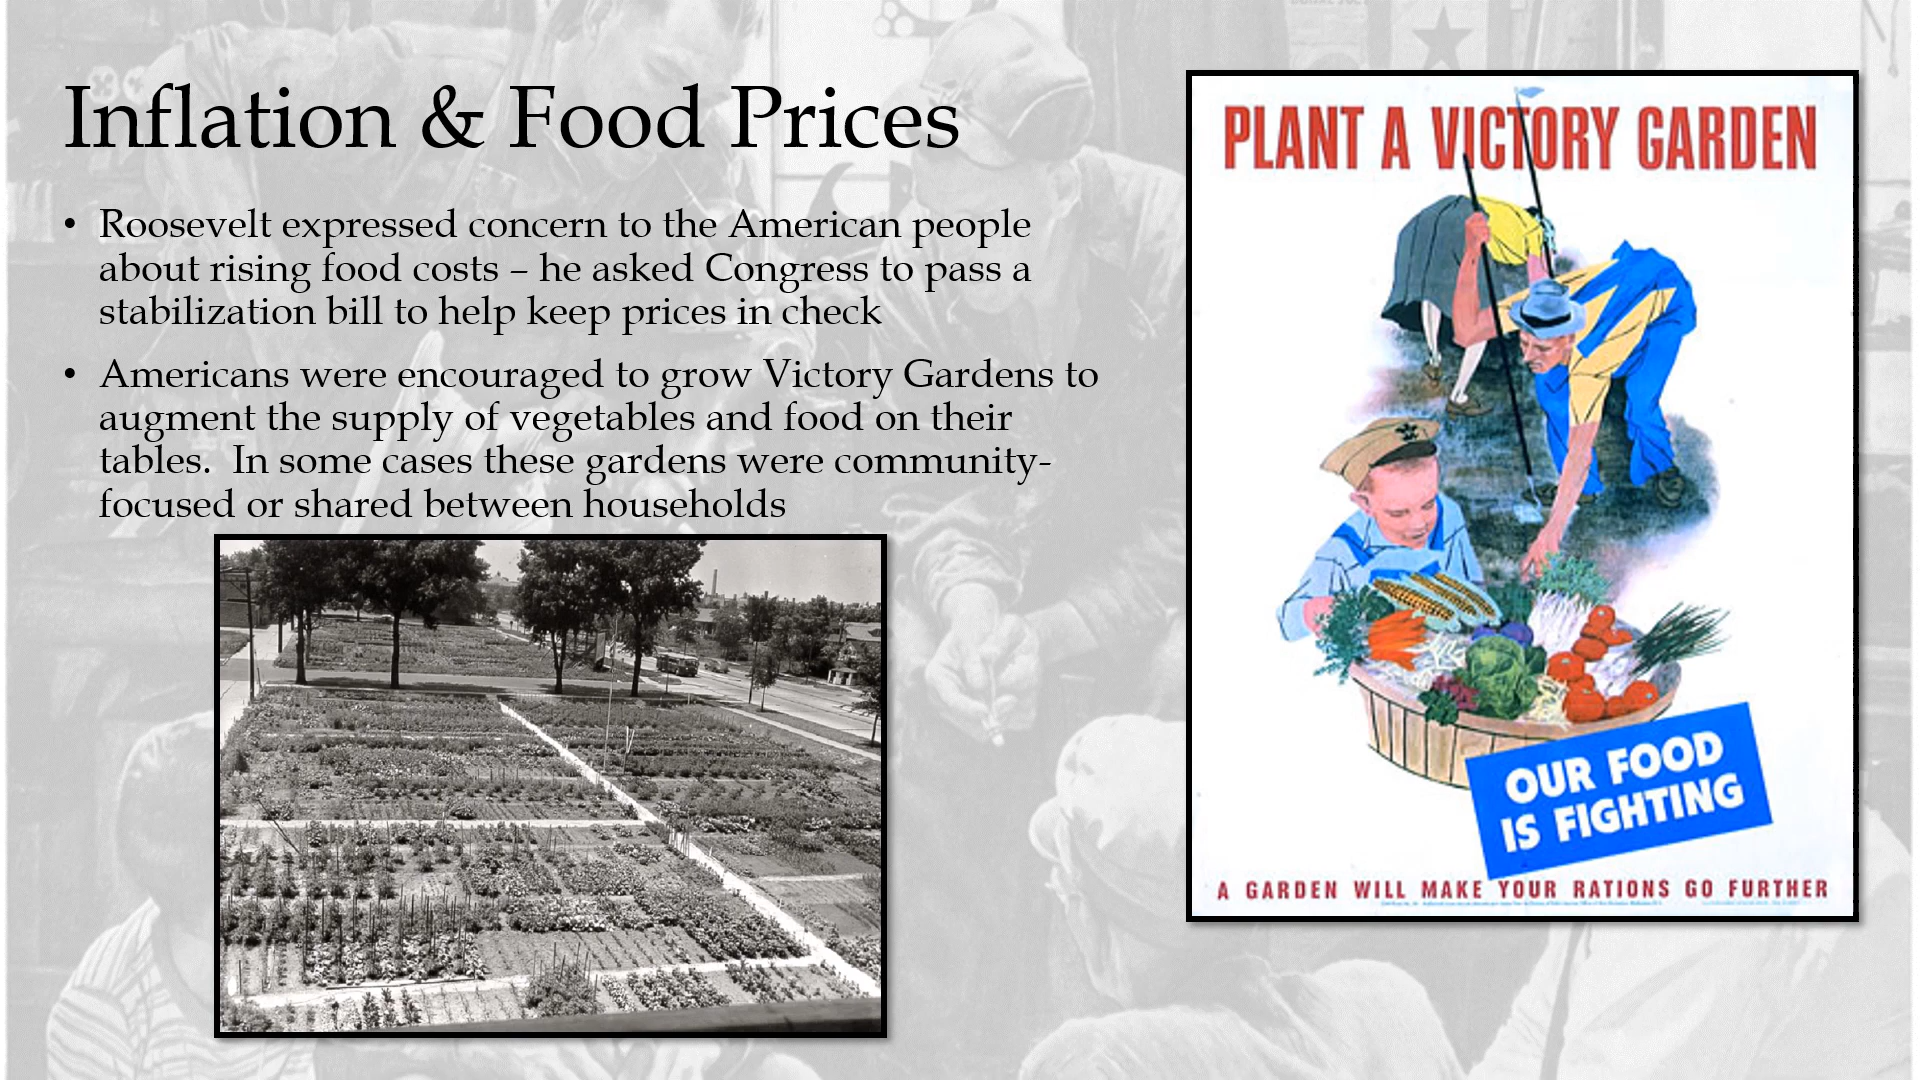 Inflation & Food Prices
• Roosevelt expressed concern to the American people
about rising food costs – he asked Congress to pass a
stabilization bill to help keep prices in check
• Americans were encouraged to grow Victory Gardens to
augment the supply of vegetables and food on their
tables.  In some cases these gardens were community-
focused or shared between households
PLANT A VICTORY GARDEN
OUR FOOD
IS FIGHTING
A GARDEN WILL MAKE YOUR RATIONS GO FURTHER